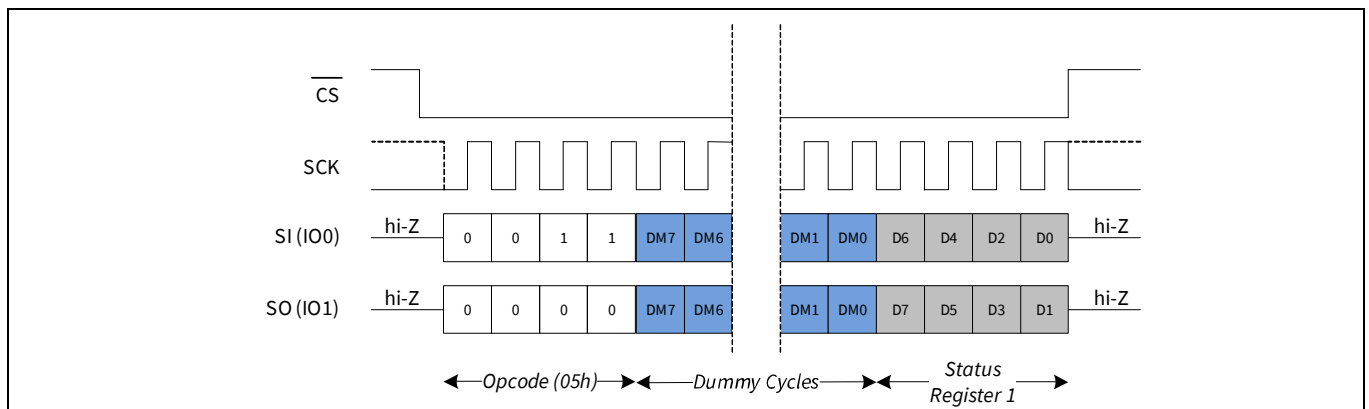 CS
SCK
SI (IO0) hi-Z 0 0 1 1 DM7 DM6 DM1 DM0 D6 D4 D2 D0 hi-Z
SO (IO1) hi-Z 0 0 0 0 DM7 DM6 DM1 DM0 D7 D5 D3 D1 hi-Z
Opcode (05h) Dummy Cycles Status
Register 1